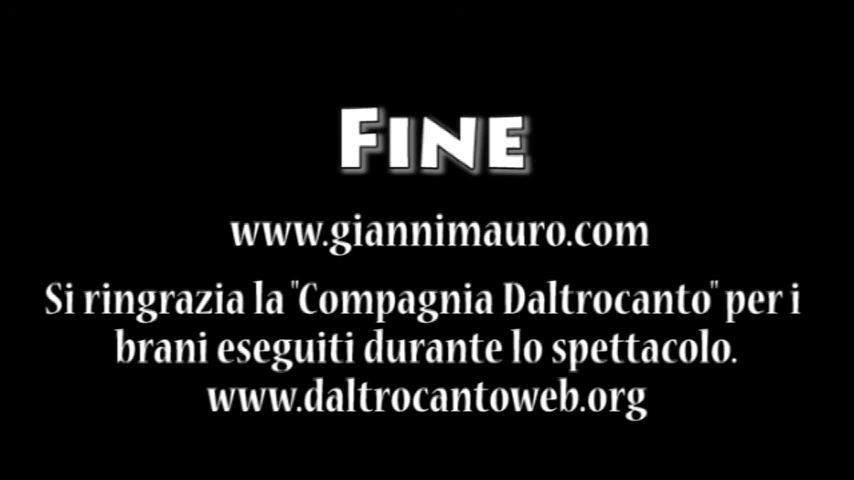 Fine
www.giannimauro.com
Si ringrazia la "Compagnia Daltrocanto" per i
brani eseguiti durante lo spettacolo.
www.daltrocantoweb.org